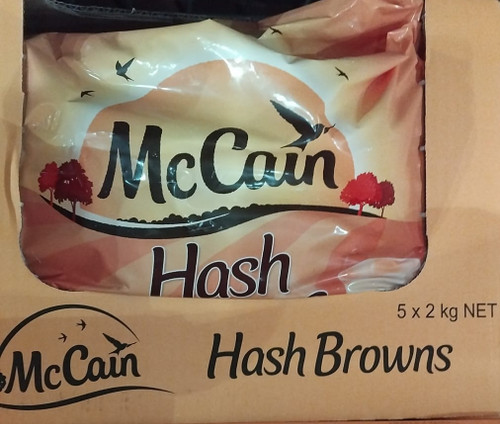 McCain
Hash
5 x 2 kg NET
McCain
Hash Browns